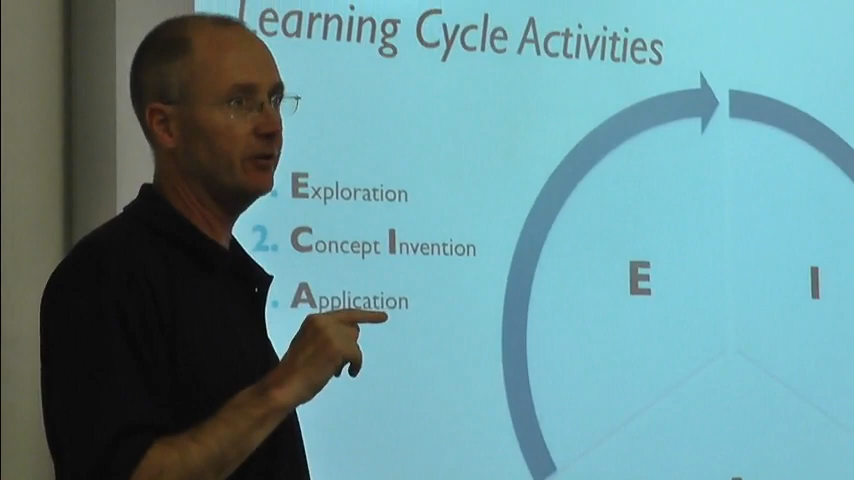 Learning Cycle Activities
Exploration
2. Concept Invention
Application
E
I